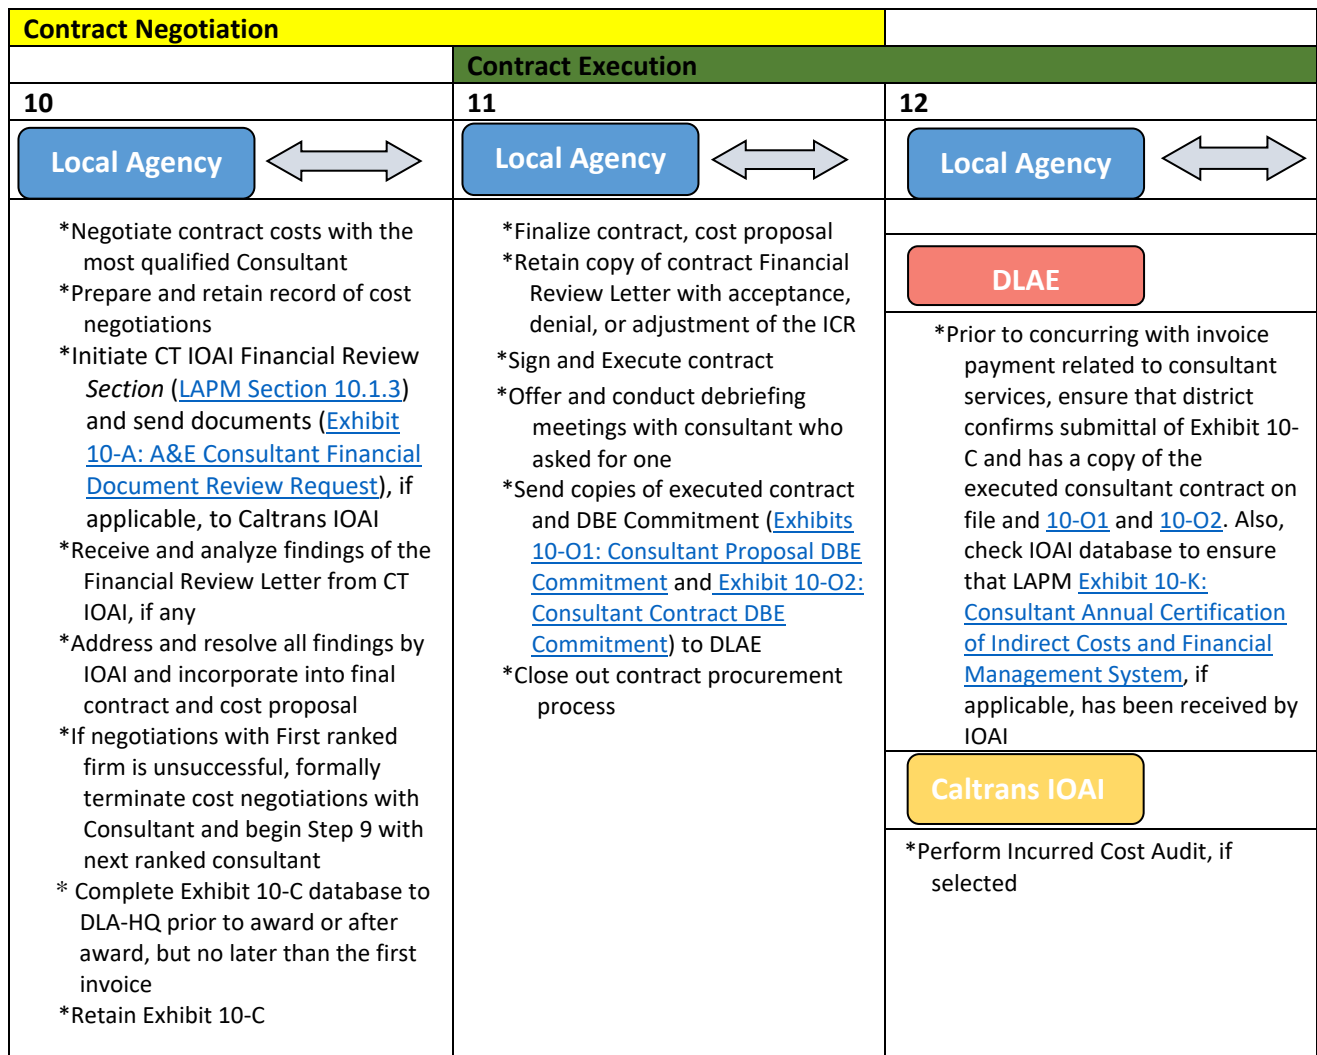 Contract Negotiation
Contract Execution
10
11
12
Local Agency
Local Agency
Local Agency
*Negotiate contract costs with the
most qualified Consultant
*Prepare and retain record of cost
negotiations
*Initiate CT IOAI Financial Review
Section (LAPM Section 10.1.3)
and send documents (Exhibit
10-A: A&E Consultant Financial
Document Review Request), if
applicable, to Caltrans IOAI
*Receive and analyze findings of the
Financial Review Letter from CT
IOAI, if any
*Address and resolve all findings by
IOAI and incorporate into final
contract and cost proposal
*If negotiations with First ranked
firm is unsuccessful, formally
terminate cost negotiations with
Consultant and begin Step 9 with
next ranked consultant
* Complete Exhibit 10-C database to
DLA-HQ prior to award or after
award, but no later than the first
invoice
*Retain Exhibit 10-C
*Finalize contract, cost proposal
*Retain copy of contract Financial
Review Letter with acceptance,
denial, or adjustment of the ICR
*Sign and Execute contract
*Offer and conduct debriefing
meetings with consultant who
asked for one
*Send copies of executed contract
and DBE Commitment (Exhibits
10-O1: Consultant Proposal DBE
Commitment and Exhibit 10-O2:
Consultant Contract DBE
Commitment) to DLAE
*Close out contract procurement
process
DLAE
*Prior to concurring with invoice
payment related to consultant
services, ensure that district
confirms submittal of Exhibit 10-
C and has a copy of the
executed consultant contract on
file and 10-O1 and 10-O2. Also,
check IOAI database to ensure
that LAPM Exhibit 10-K:
Consultant Annual Certification
of Indirect Costs and Financial
Management System, if
applicable, has been received by
IOAI
Caltrans IOAI
*Perform Incurred Cost Audit, if
selected